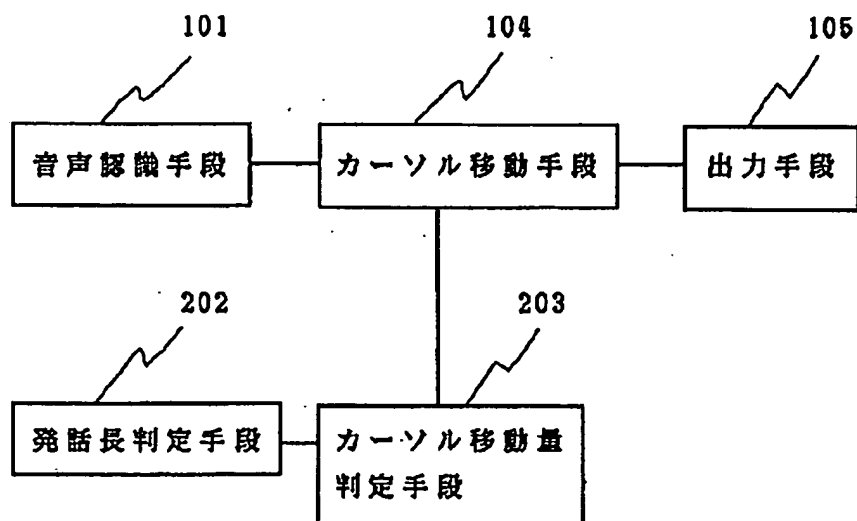 101
104
105
音声認識手段
カーソル移動手段
出力手段
202
203
発話長判定手段
カーソル移動量
判定手段